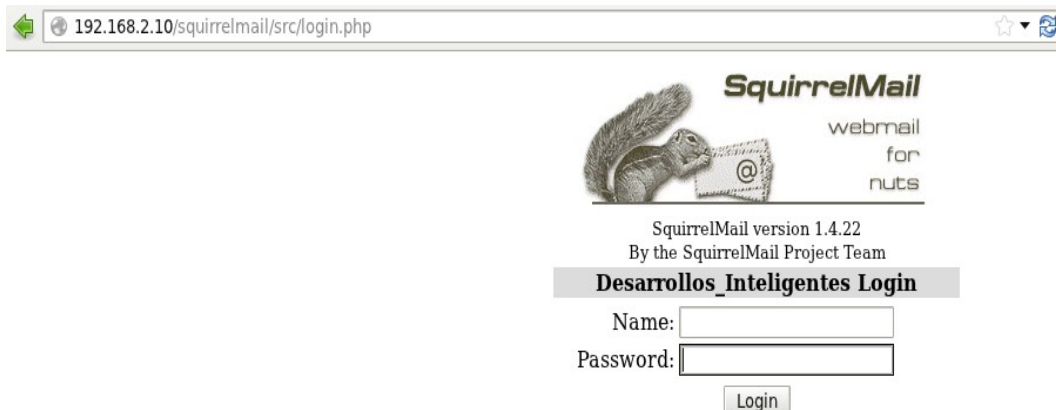 192.168.2.10/squirrelmail/src/login.php
SquirrelMail
webmail
for
nuts
@
SquirrelMail version 1.4.22
By the SquirrelMail Project Team
Desarrollos_Inteligentes Login
Name:
Password:
Login